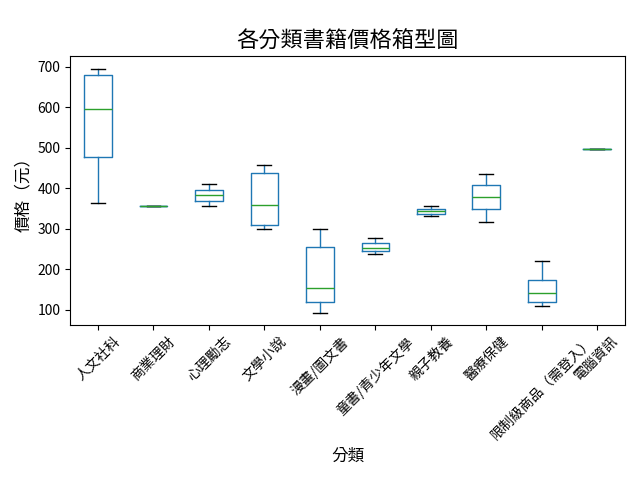 各分類書籍價格箱型圖
700
600
500
400
300
200
100
價格（元）
人文社科
商業理財
心理勵志
文學小說
漫畫/圖文書
童書/青少年文學
親子教養
醫療保健
限制級商品（需登入）
電腦資訊
分類